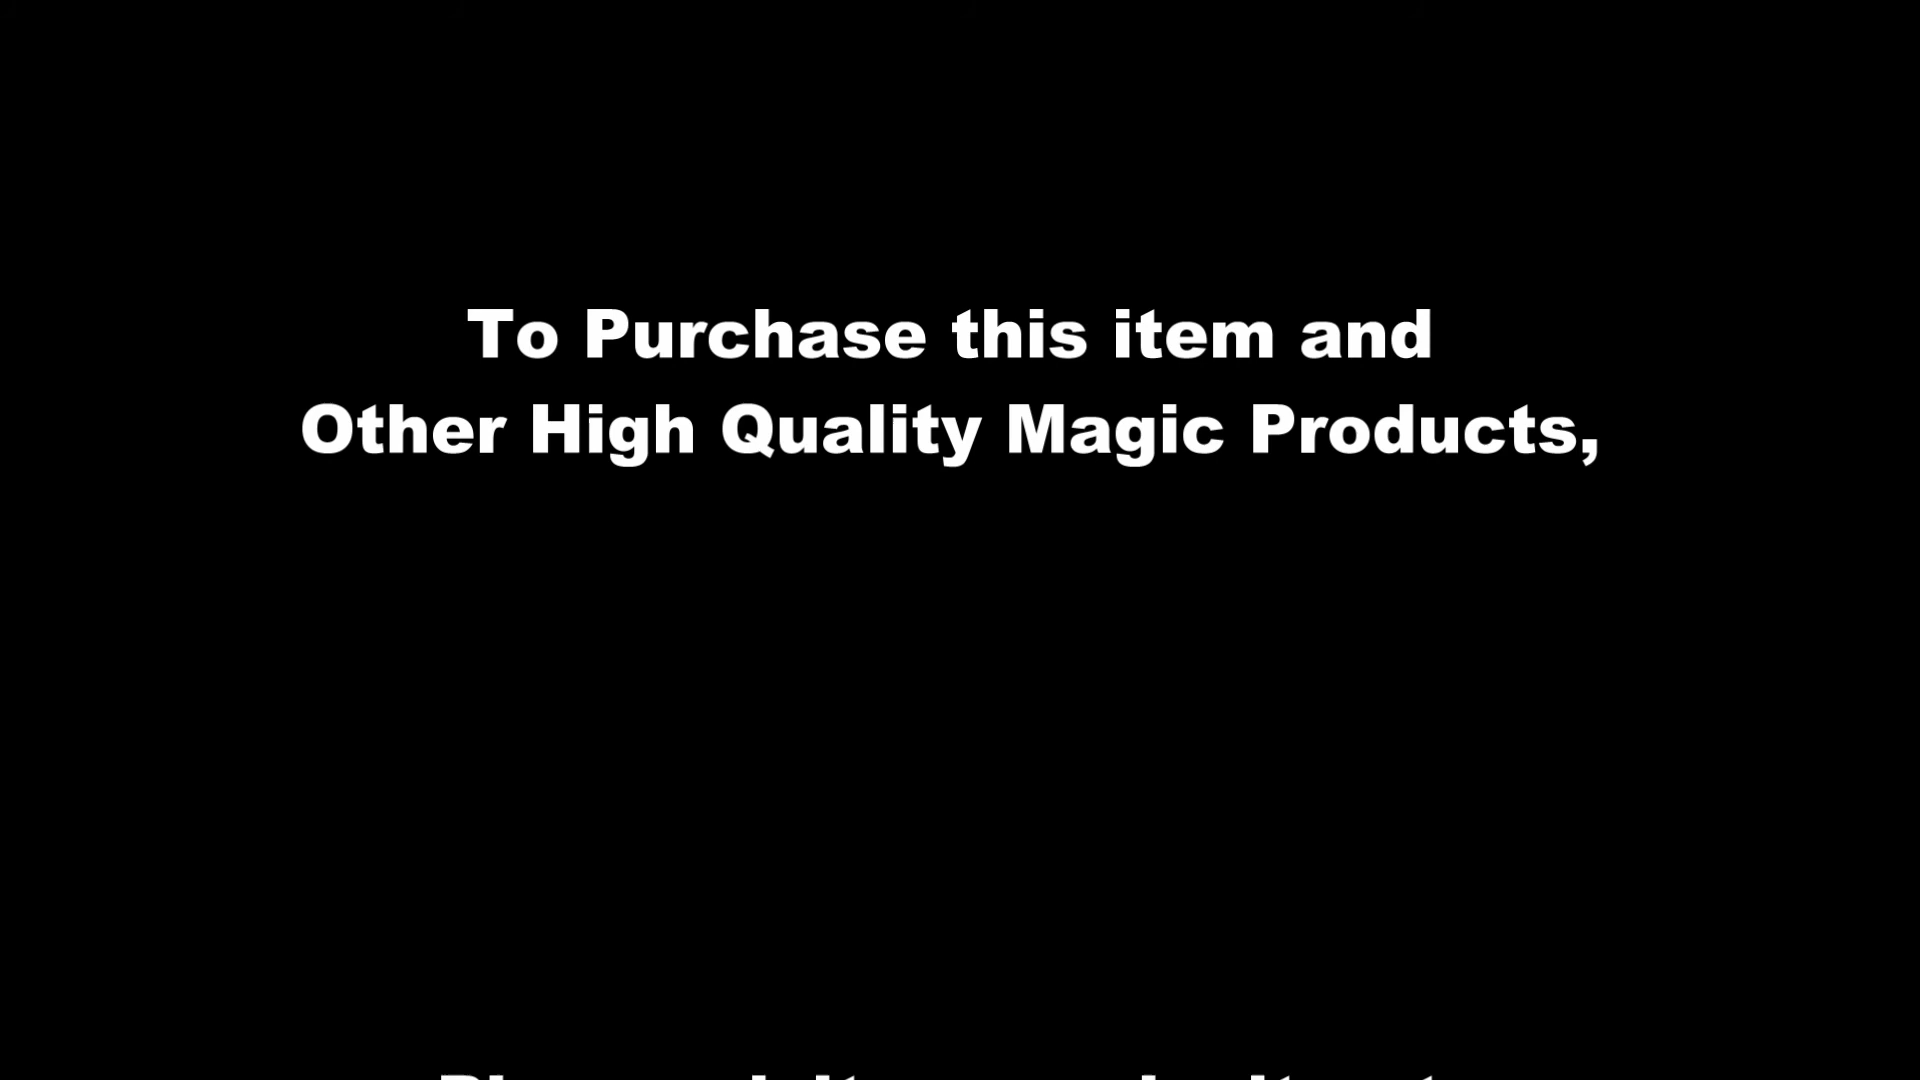 To Purchase this item and
Other High Quality Magic Products,